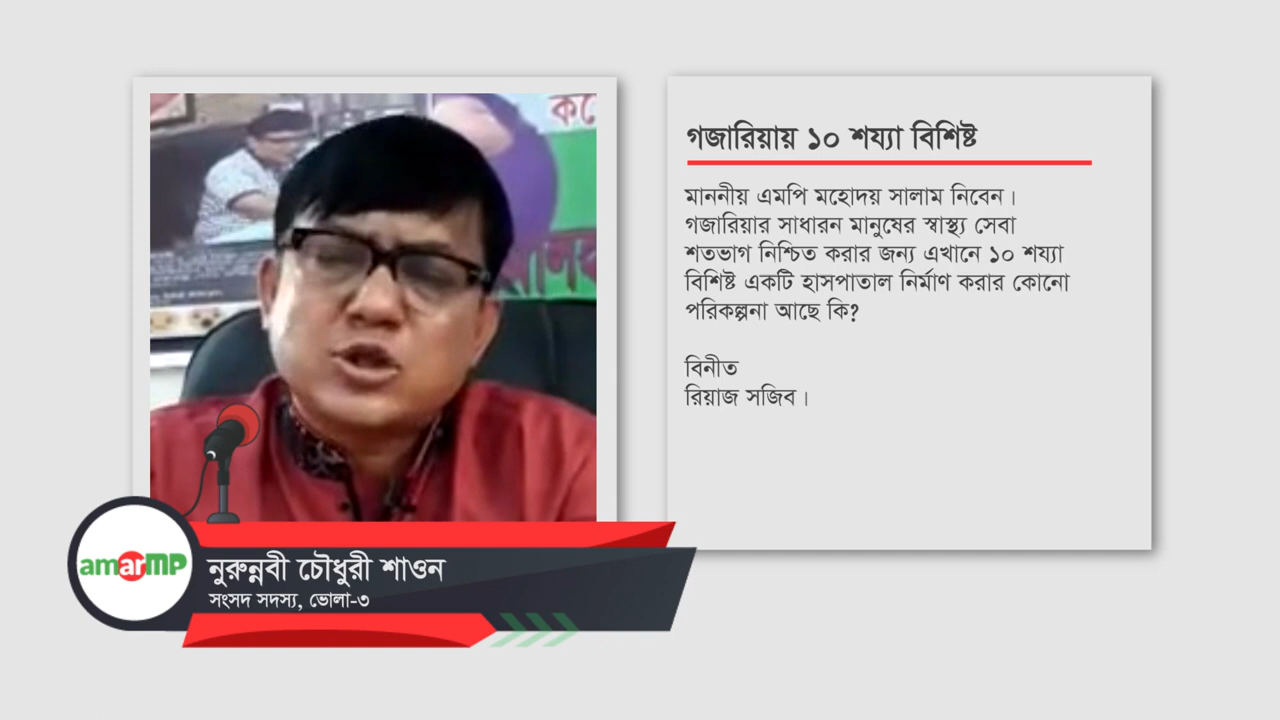 কে
গজারিয়ায় ১০ শয্যা বিশিষ্ট
মাননীয় এমপি মহোদয় সালাম নিবেন।
গজারিয়ার সাধারন মানুষের স্বাস্থ্য সেবা
শতভাগ নিশ্চিত করার জন্য এখানে ১০ শয্যা
বিশিষ্ট একটি হাসপাতাল নির্মাণ করার কোনো
পরিকল্পনা আছে কি?
বিনীত
রিয়াজ সজিব।
amarMP
নুরুন্নবী চৌধুরী শাওন
সংসদ সদস্য, ভোলা-৩